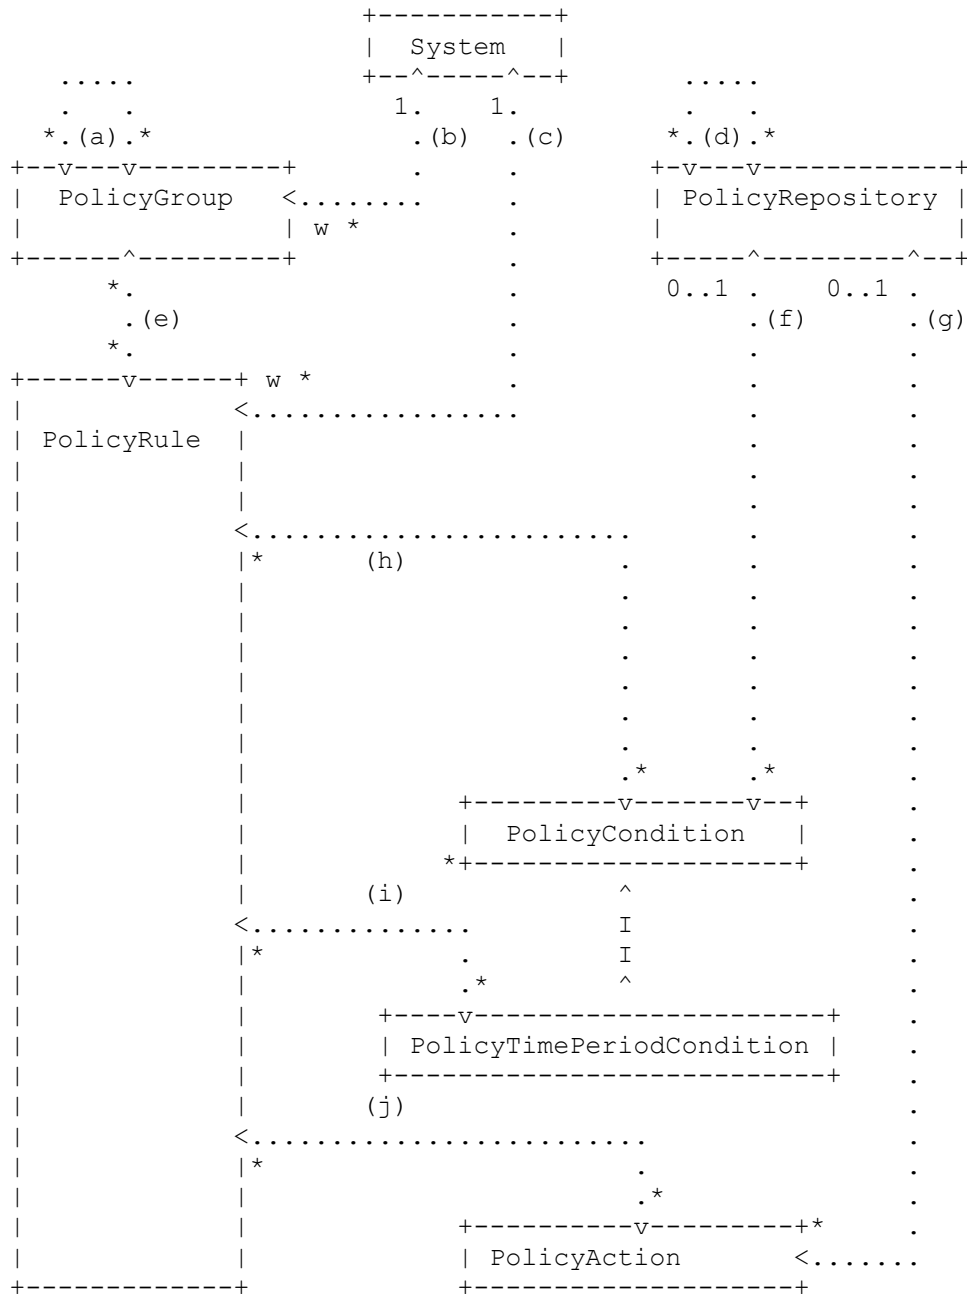 +-----------+
|  System   |
.....              +--^-----^--+       .....
.   .                1.    1.          .   .
*.(a).*                .(b)  .(c)      *.(d).*
+--v---v---------+       .     .        +-v---v------------+
|  PolicyGroup   <........     .        | PolicyRepository |
|                | w *         .        |                  |
+------^---------+             .        +-----^---------^--+
*.                       .         0..1 .    0..1 .
.(e)                    .              .(f)      .(g)
*.                       .              .         .
+------v------+ w *            .              .         .
|             <.................              .         .
| PolicyRule  |                               .         .
|             |                               .         .
|             |                               .         .
|             <........................       .         .
|             |*      (h)             .       .         .
|             |                       .       .         .
|             |                       .       .         .
|             |                       .       .         .
|             |                       .       .         .
|             |                       .       .         .
|             |                       .       .         .
|             |                       .*      .*        .
|             |             +---------v-------v--+      .
|             |             |  PolicyCondition   |      .
|             |            *+--------------------+      .
|             |       (i)             ^                 .
|             <..............         I                 .
|             |*            .         I                 .
|             |             .*        ^                 .
|             |        +----v----------------------+    .
|             |        | PolicyTimePeriodCondition |    .
|             |        +---------------------------+    .
|             |       (j)                               .
|             <.........................                .
|             |*                       .                .
|             |                        .*               .
|             |             +----------v---------+*     .
|             |             | PolicyAction       <.......
+-------------+             +--------------------+